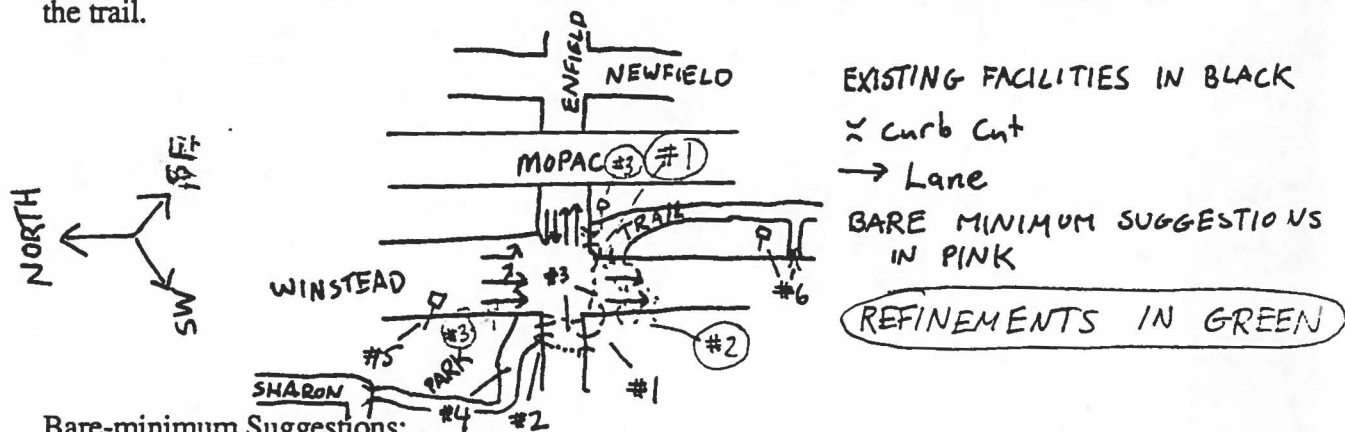 the trail.
ENFIELD
NEWFIELD
MOPAC
#3
#1
TRAIL
NORTH
SW
WINSTEAD
#3
#6
#5
#3
PARK
#2
#1
SHARON
#4
#2
EXISTING FACILITIES IN BLACK
Curb Cut
→ Lane
BARE MINIMUM SUGGESTIONS
IN PINK
REFINEMENTS IN GREEN
Bare-minimum Suggestions: